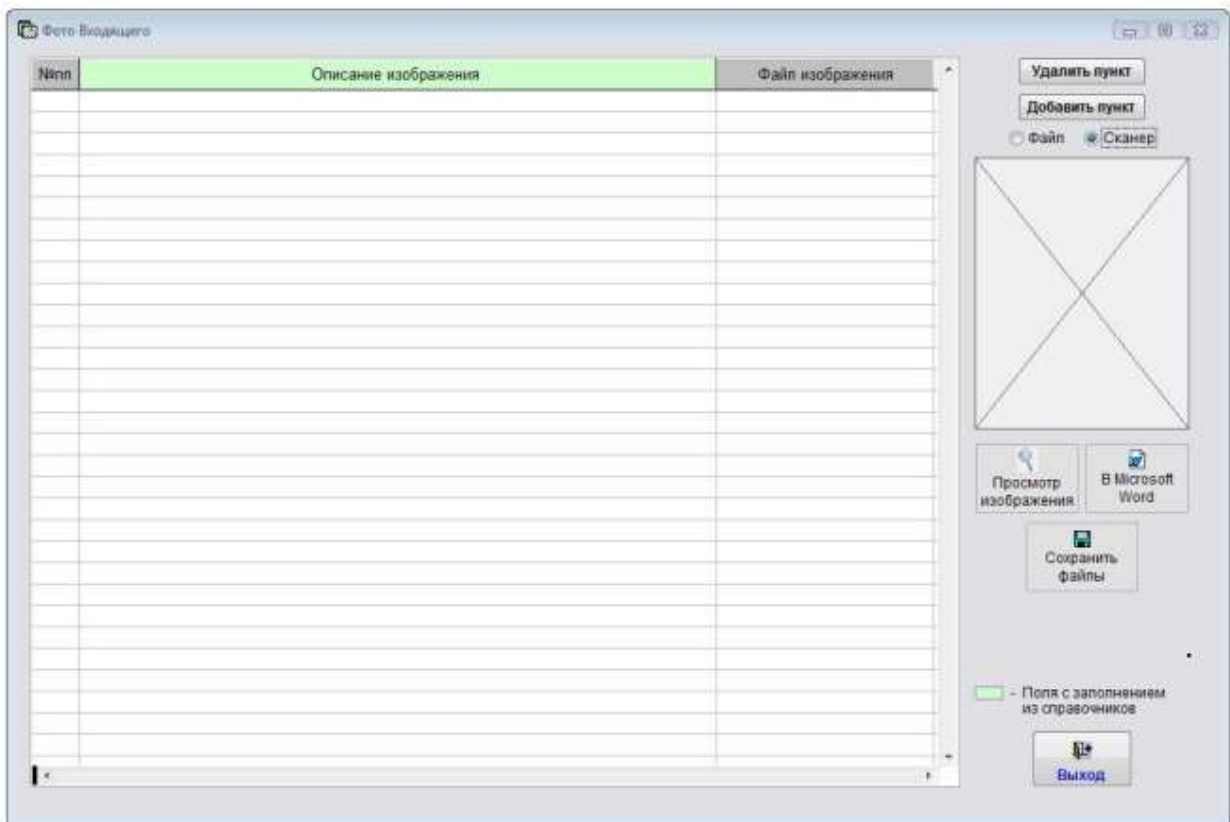 Фото Входящего
№пп Описание изображения Файл изображения
Удалить пункт
Добавить пункт
Файл Сканер
Просмотр
изображения
В Microsoft
Word
Сохранить
файлы
- Поля с заполнением
из справочников
Выход